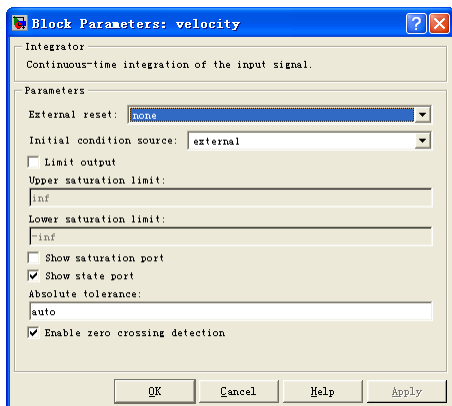 Block Parameters: velocity
Integrator
Continuous-time integration of the input signal.
Parameters
External reset: none
Initial condition source: external
Limit output
Upper saturation limit:
inf
Lower saturation limit:
-inf
Show saturation port
Show state port
Absolute tolerance:
auto
Enable zero crossing detection
OK Cancel Help Apply